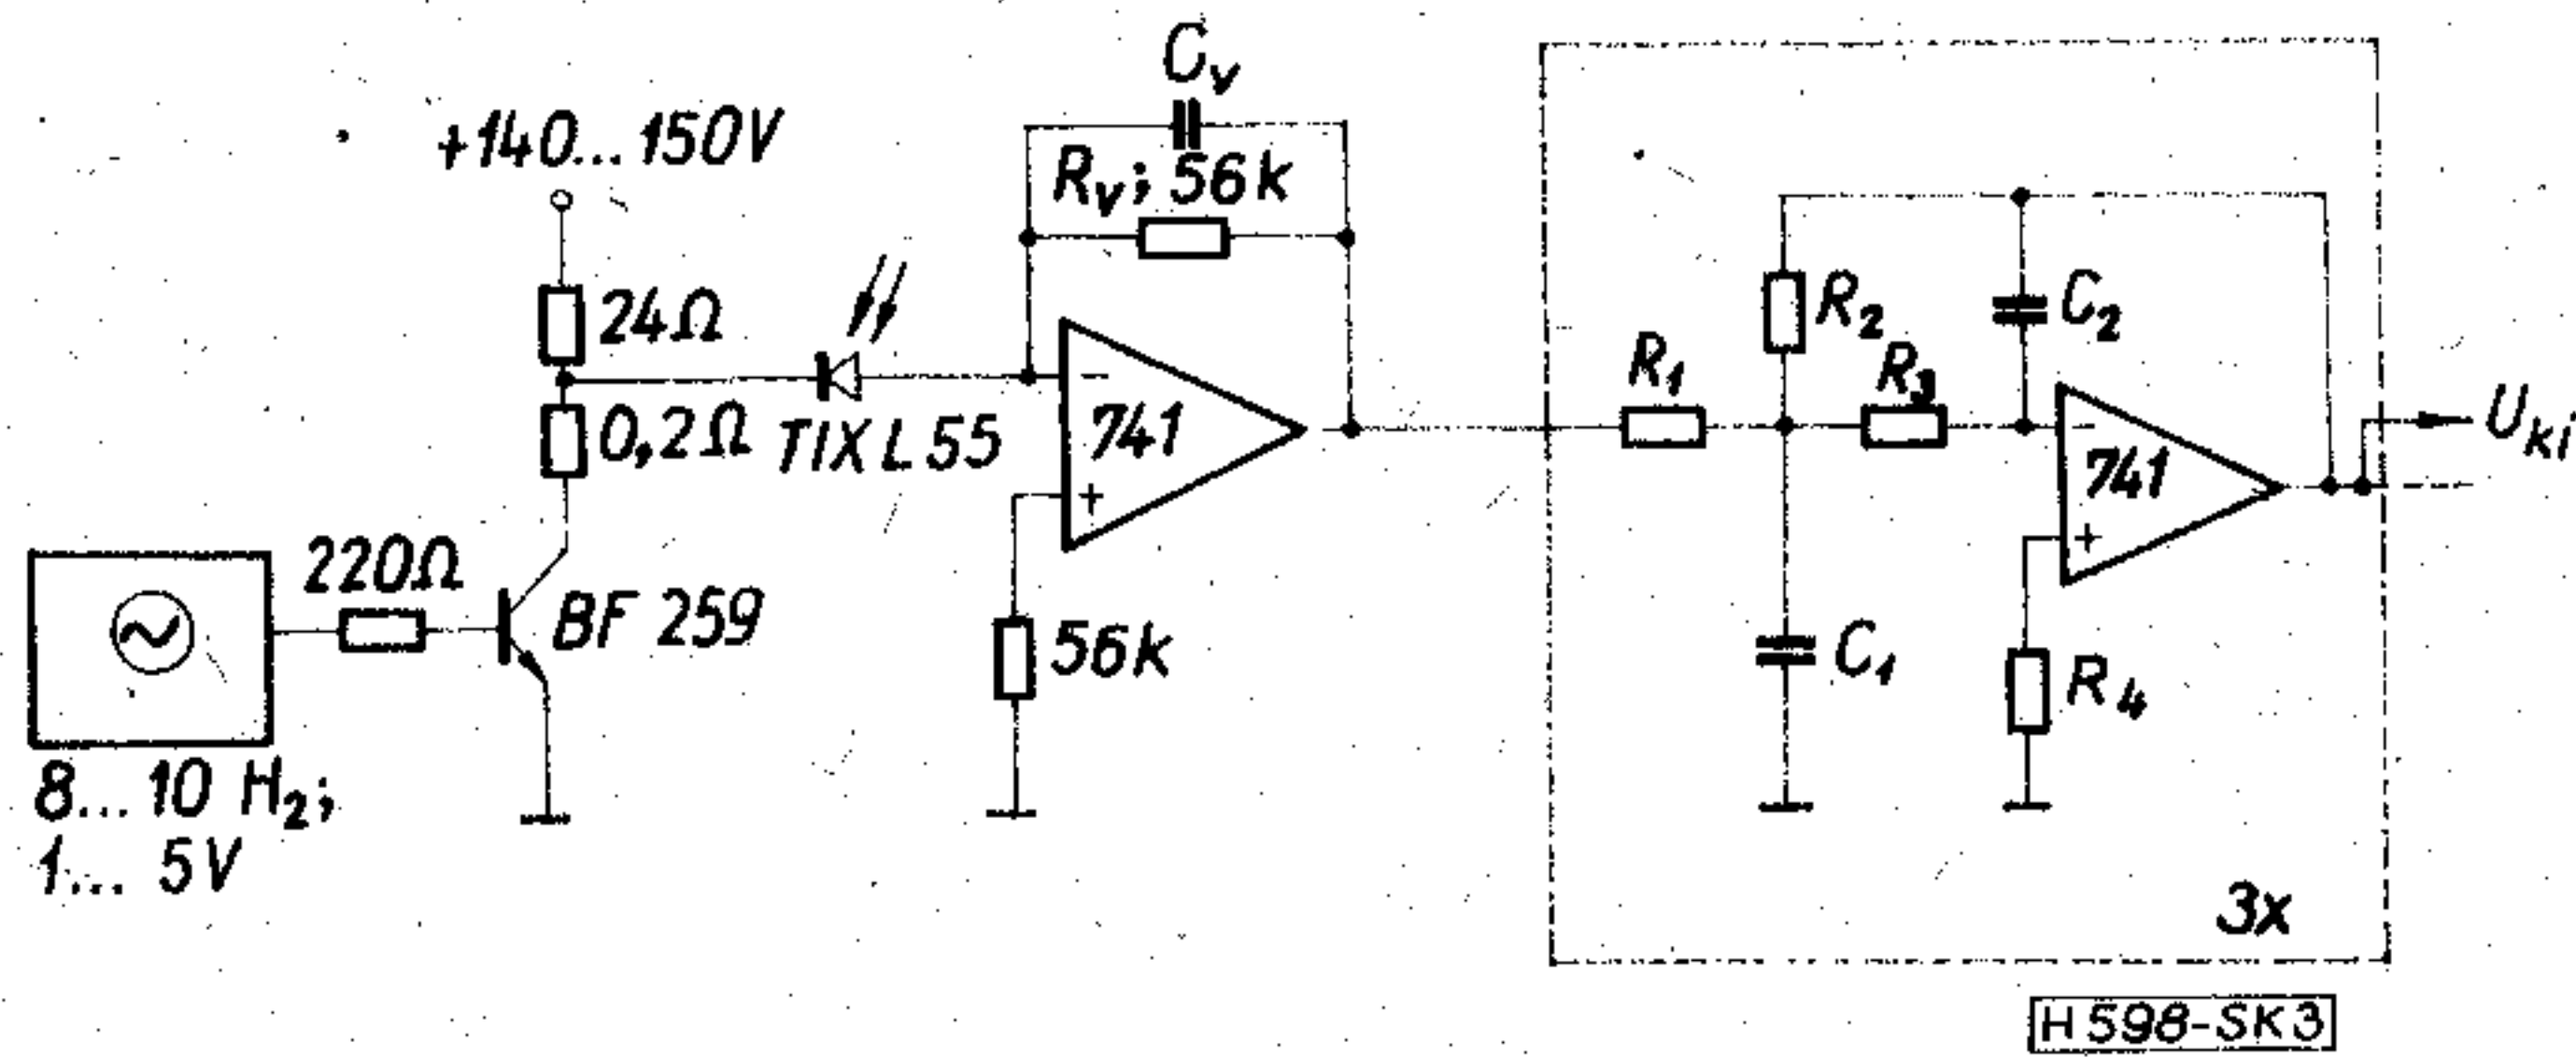 +140...150V
24Ω
0,2Ω
220Ω
BF 259
8...10 H₂;
1... 5V
TIXL55
Cᵥ
Rᵥ; 56k
−
741
+
56k
R₁
R₂
R₃
C₂
C₁
−
741
+
R₄
Uki
3x
H598-SK3